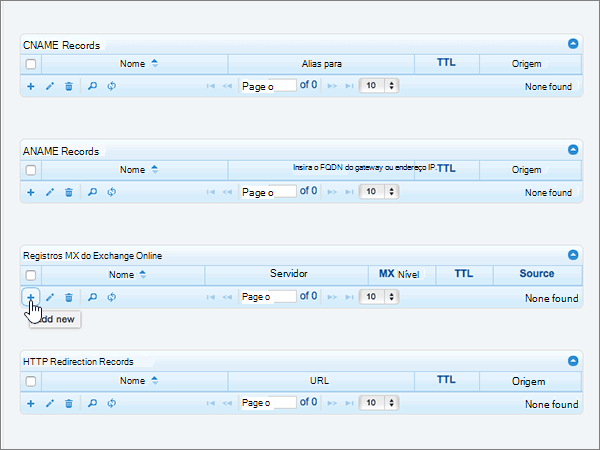 CNAME Records
Nome Alias para TTL Origem
Page o of 0 10 None found
ANAME Records
Nome Insira o FQDN do gateway ou endereço IP. TTL Origem
Page o of 0 10 None found
Registros MX do Exchange Online
Nome Servidor MX Nível TTL Source
Page o of 0 10 None found
dd new
HTTP Redirection Records
Nome URL TTL Origem
Page o of 0 10 None found